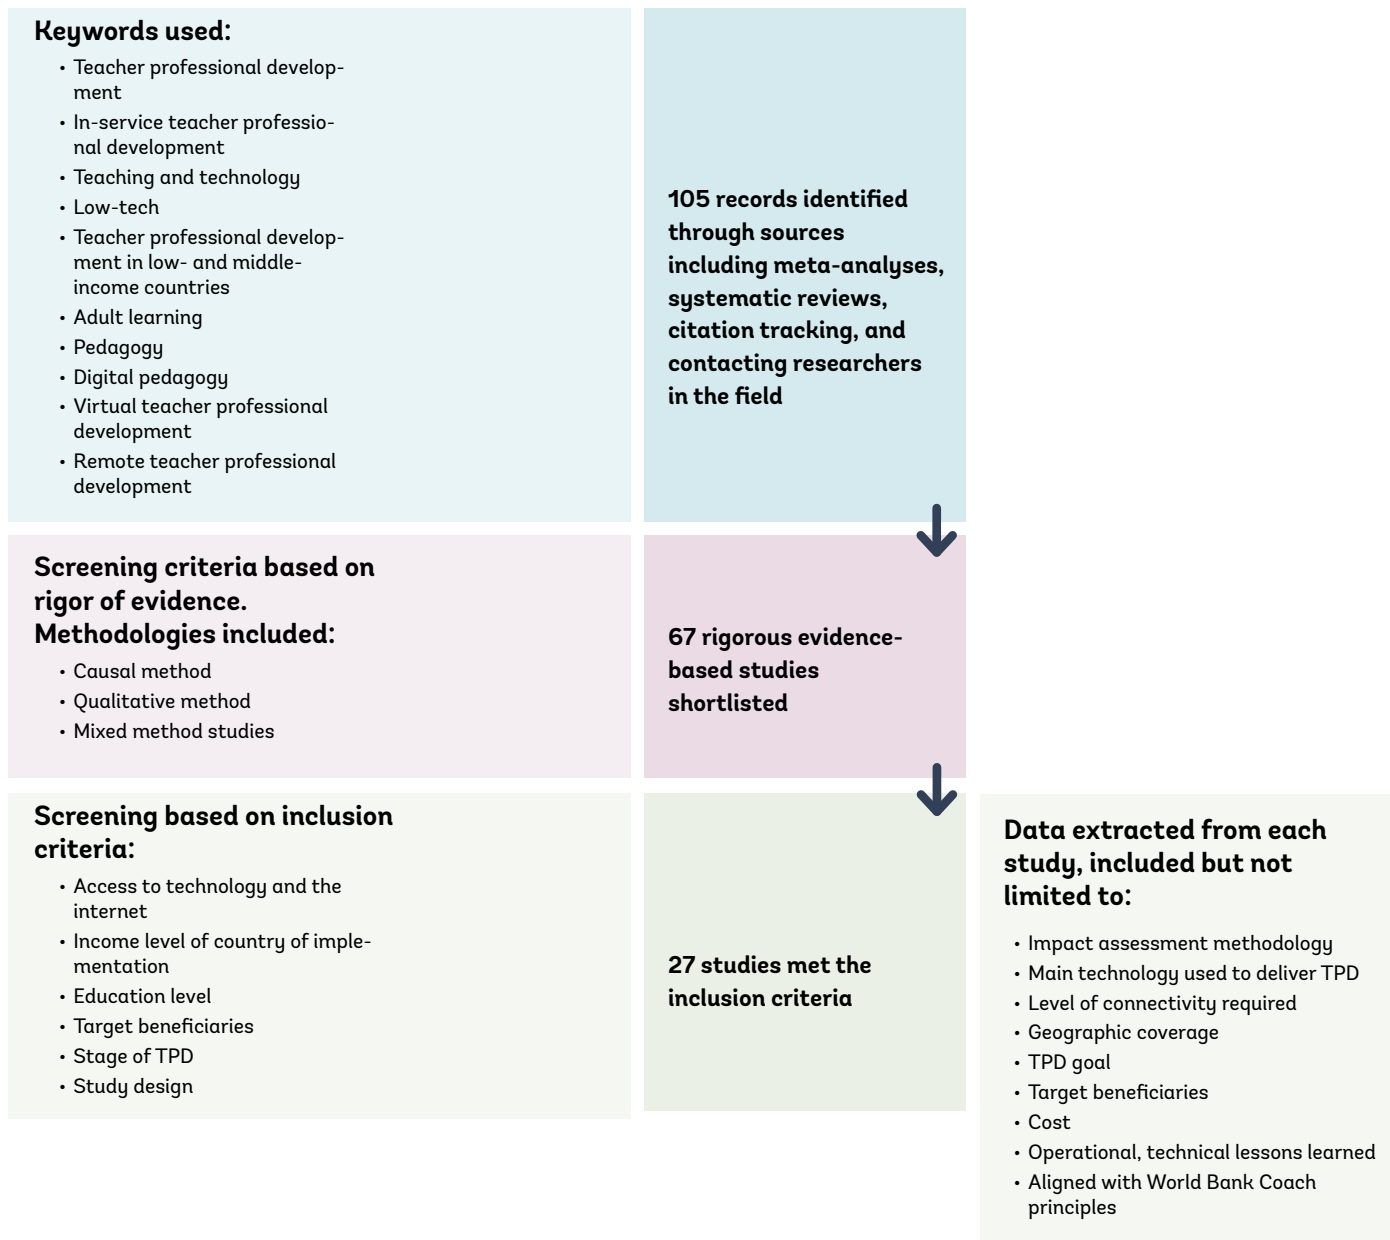 Keywords used:
• Teacher professional develop-
ment
• In-service teacher professio-
nal development
• Teaching and technology
• Low-tech
• Teacher professional develop-
ment in low- and middle-
income countries
• Adult learning
• Pedagogy
• Digital pedagogy
• Virtual teacher professional
development
• Remote teacher professional
development
105 records identified
through sources
including meta-analyses,
systematic reviews,
citation tracking, and
contacting researchers
in the field
Screening criteria based on
rigor of evidence.
Methodologies included:
• Causal method
• Qualitative method
• Mixed method studies
67 rigorous evidence-
based studies
shortlisted
Screening based on inclusion
criteria:
• Access to technology and the
internet
• Income level of country of imple-
mentation
• Education level
• Target beneficiaries
• Stage of TPD
• Study design
27 studies met the
inclusion criteria
Data extracted from each
study, included but not
limited to:
• Impact assessment methodology
• Main technology used to deliver TPD
• Level of connectivity required
• Geographic coverage
• TPD goal
• Target beneficiaries
• Cost
• Operational, technical lessons learned
• Aligned with World Bank Coach
principles